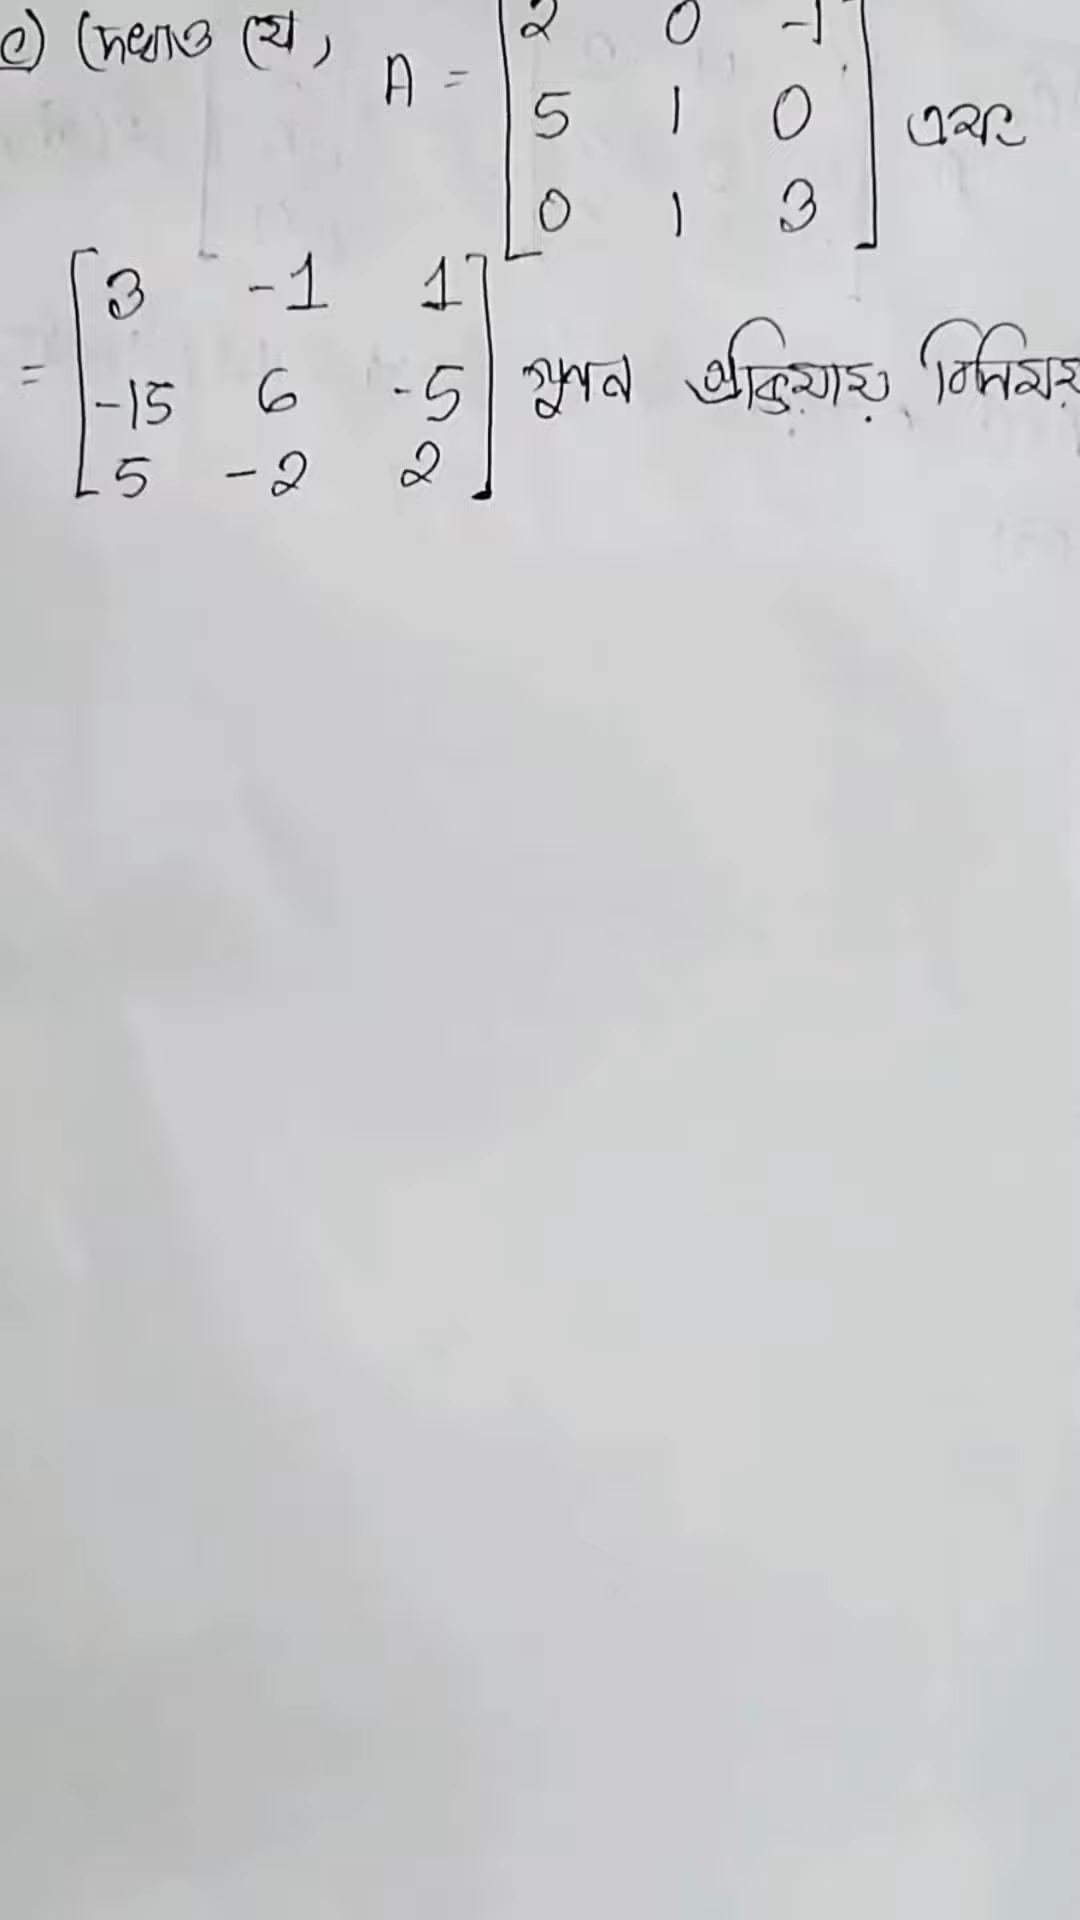 c) দেখাও যে, A = [2 0 -1
5 1 0
0 1 3] এবং
= [3 -1 1
-15 6 -5
5 -2 2] গুণন প্রক্রিয়ায় বিনিময়